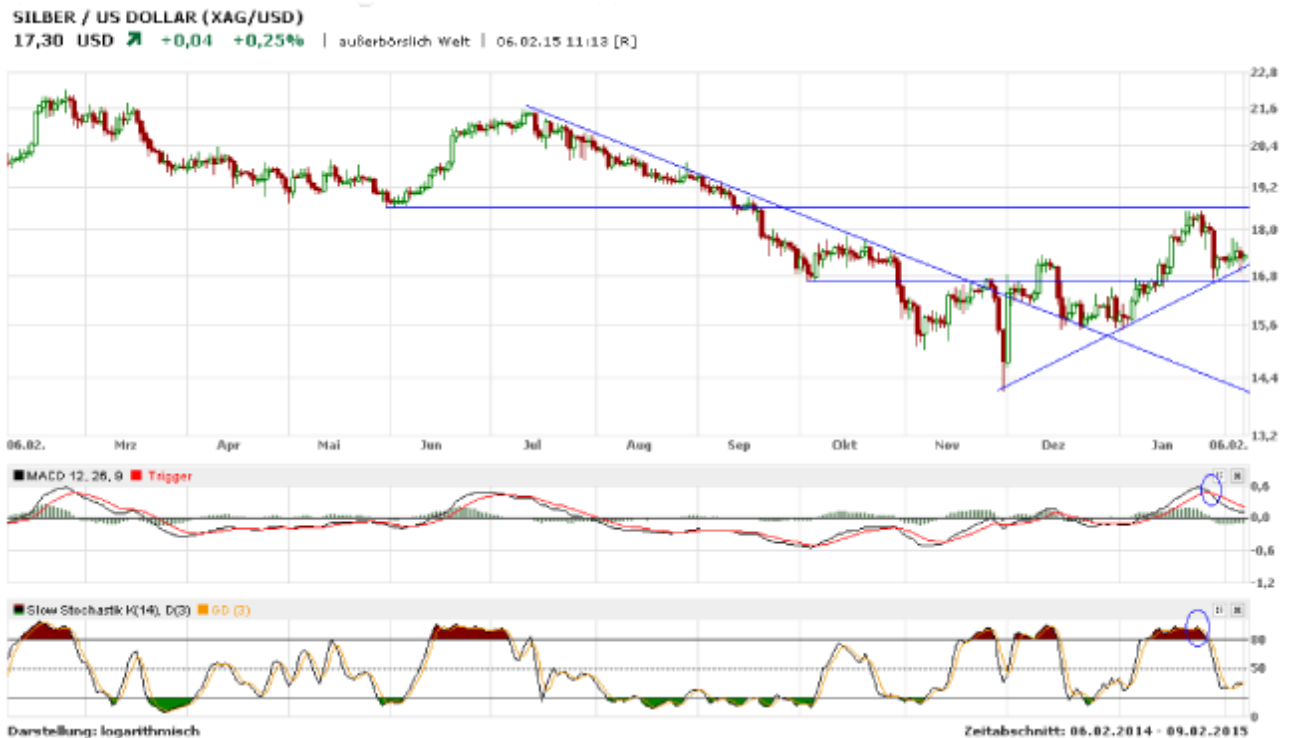 SILBER / US DOLLAR (XAG/USD)
17,30 USD +0,04 +0,25% | außerbörslich Welt | 06.02.15 11:13 [R]
22,8
21,6
20,4
19,2
18,0
16,8
15,6
14,4
13,2
06.02. Mrz Apr Mai Jun Jul Aug Sep Okt Nov Dez Jan 06.02.
MACD 12, 26, 9 Trigger
0,6
0,0
-0,6
-1,2
Slow Stochastik K(14), D(3) GD (3)
80
50
0
Darstellung: logarithmisch Zeitabschnitt: 06.02.2014 - 09.02.2015